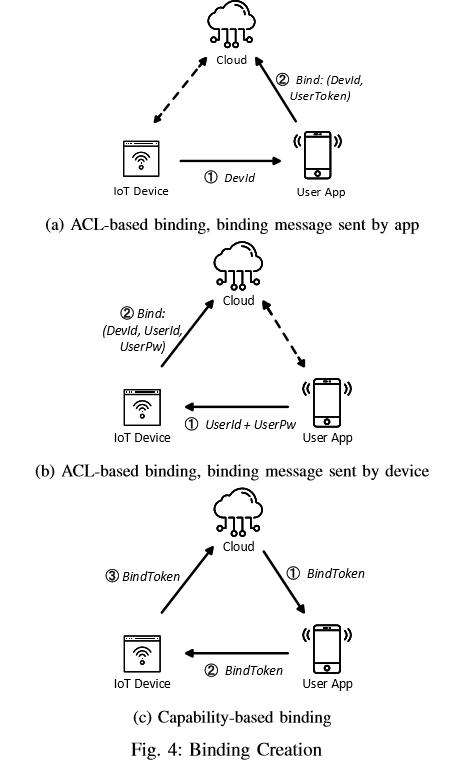 Cloud
② Bind: (DevId,
UserToken)
IoT Device
① DevId
User App
(a) ACL-based binding, binding message sent by app
Cloud
② Bind:
(DevId, UserId,
UserPw)
① UserId + UserPw
IoT Device
User App
(b) ACL-based binding, binding message sent by device
Cloud
③ BindToken
① BindToken
② BindToken
IoT Device
User App
(c) Capability-based binding
Fig. 4: Binding Creation